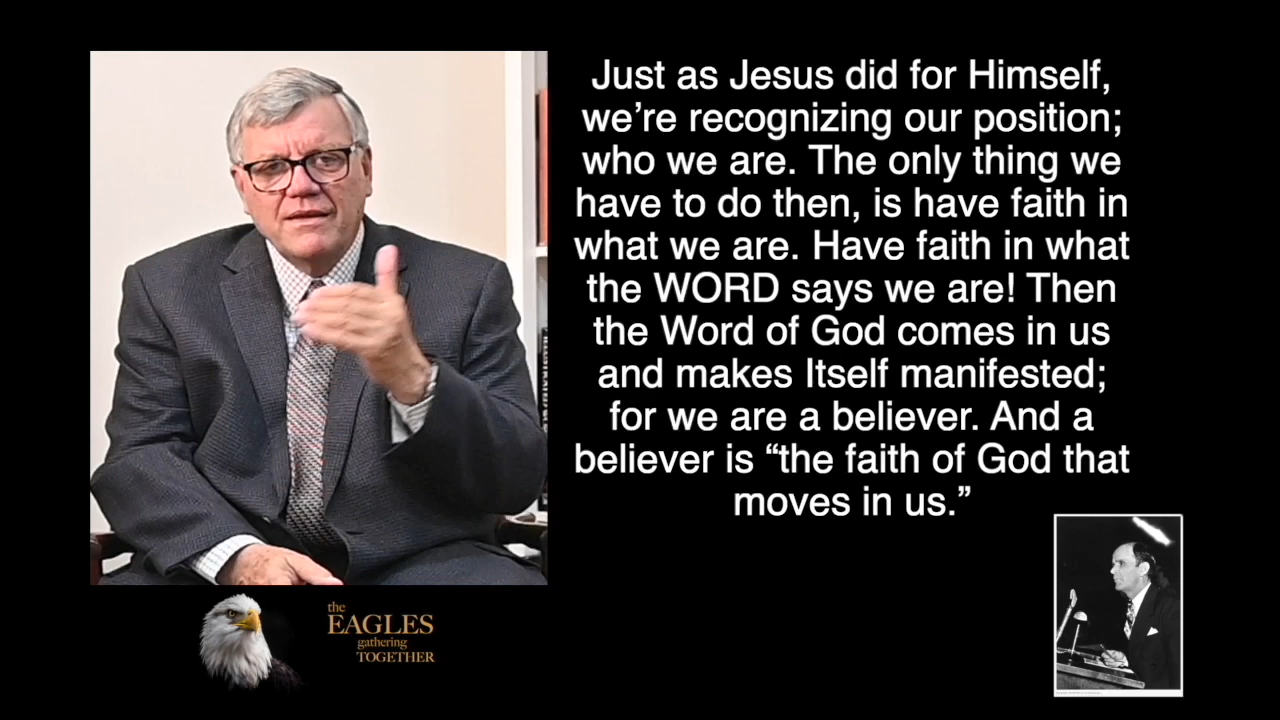 Just as Jesus did for Himself,
we’re recognizing our position;
who we are. The only thing we
have to do then, is have faith in
what we are. Have faith in what
the WORD says we are! Then
the Word of God comes in us
and makes Itself manifested;
for we are a believer. And a
believer is “the faith of God that
moves in us.”
the
EAGLES
gathering
TOGETHER